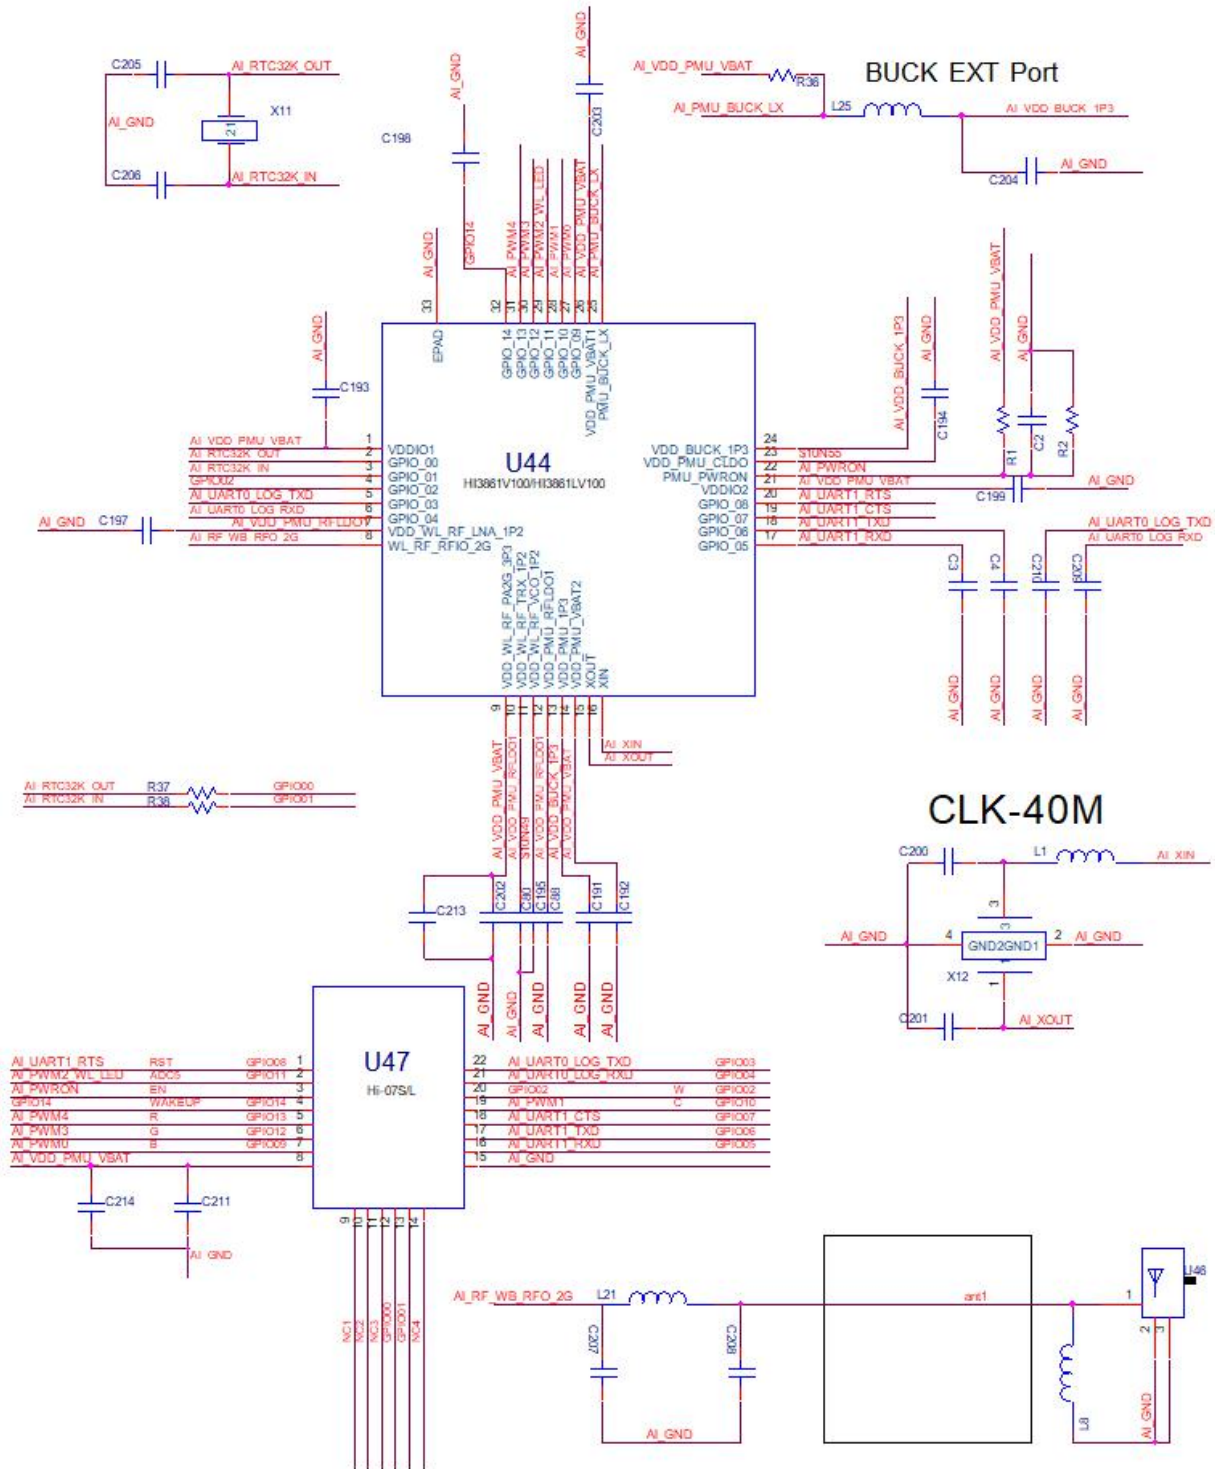 C205
AI_RTC32K_OUT
X11
AI_GND
21
C206
AI_RTC32K_IN
AI_GND
AI_GND
C198
C203
AI_VDD_PMU_VBAT
R36
BUCK EXT Port
AI_PMU_BUCK_LX
L25
AI_VDD_BUCK_1P3
C204
AI_GND
AI_GND
GPIO14
AI_PWM4
AI_PWM3
AI_PWM2_WL_LED
AI_PWM1
AI_PWM0
AI_VDD_PMU_VBAT
AI_PMU_BUCK_LX
33
32
31
30
29
28
27
26
25
EPAD
GPIO_14
GPIO_13
GPIO_12
GPIO_11
GPIO_10
GPIO_09
VDD_PMU_VBAT1
PMU_BUCK_LX
AI_GND
C193
U44
HI3861V100/HI3861LV100
AI_VDD_PMU_VBAT 1 VDDIO1
AI_RTC32K_OUT 2 GPIO_00
AI_RTC32K_IN 3 GPIO_01
GPIO02 4 GPIO_02
AI_UART0_LOG_TXD 5 GPIO_03
AI_UART0_LOG_RXD 6 GPIO_04
AI_GND C197 AI_VDD_PMU_RFLDO1 7 VDD_WL_RF_LNA_1P2
AI_RF_WB_RFO_2G 8 WL_RF_RFIO_2G
VDD_BUCK_1P3 24
VDD_PMU_CLDO 23 S10N55
PMU_PWRON 22 AI_PWRON
VDDIO2 21 AI_VDD_PMU_VBAT
GPIO_08 20 AI_UART1_RTS
GPIO_07 19 AI_UART1_CTS
GPIO_06 18 AI_UART1_TXD
GPIO_05 17 AI_UART1_RXD
AI_VDD_BUCK_1P3
AI_GND
C194
AI_VDD_PMU_VBAT
AI_GND
R1
C2
R2
C199
AI_GND
AI_UART0_LOG_TXD
AI_UART0_LOG_RXD
C3
C4
C210
C209
AI_GND
AI_GND
AI_GND
AI_GND
VDD_WL_RF_PA2G_3P3
VDD_WL_RF_TRX_1P2
VDD_WL_RF_VCO_1P2
VDD_PMU_RFLDO1
VDD_PMU_1P3
VDD_PMU_VBAT2
XOUT
XIN
9
10
11
12
13
14
15
16
AI_XIN
AI_XOUT
AI_VDD_PMU_VBAT
AI_VDD_PMU_RFLDO1
S10N49
AI_VDD_PMU_RFLDO1
AI_VDD_BUCK_1P3
AI_VDD_PMU_VBAT
AI_RTC32K_OUT R37 GPIO00
AI_RTC32K_IN R38 GPIO01
C213
C202
C80
C195
C88
C191
C192
AI_GND
AI_GND
AI_GND
AI_GND
AI_GND
CLK-40M
C200
L1
AI_XIN
3
3
AI_GND
4
GND2GND1
2
AI_GND
X12
1
1
C201
AI_XOUT
U47
Hi-07S/L
AI_UART1_RTS RST GPIO08 1
AI_PWM2_WL_LED ADC5 GPIO11 2
AI_PWRON EN 3
GPIO14 WAKEUP GPIO14 4
AI_PWM4 R GPIO13 5
AI_PWM3 G GPIO12 6
AI_PWM0 B GPIO09 7
AI_VDD_PMU_VBAT 8
22 AI_UART0_LOG_TXD GPIO03
21 AI_UART0_LOG_RXD GPIO04
20 GPIO02 W GPIO02
19 AI_PWM1 C GPIO10
18 AI_UART1_CTS GPIO07
17 AI_UART1_TXD GPIO06
16 AI_UART1_RXD GPIO05
15 AI_GND
C214
C211
AI_GND
9
10
11
12
13
14
NC1
NC2
NC3
GPIO00
GPIO01
NC4
AI_RF_WB_RFO_2G
L21
ant1
C207
C208
AI_GND
U46
1
2
3
L8
AI_GND